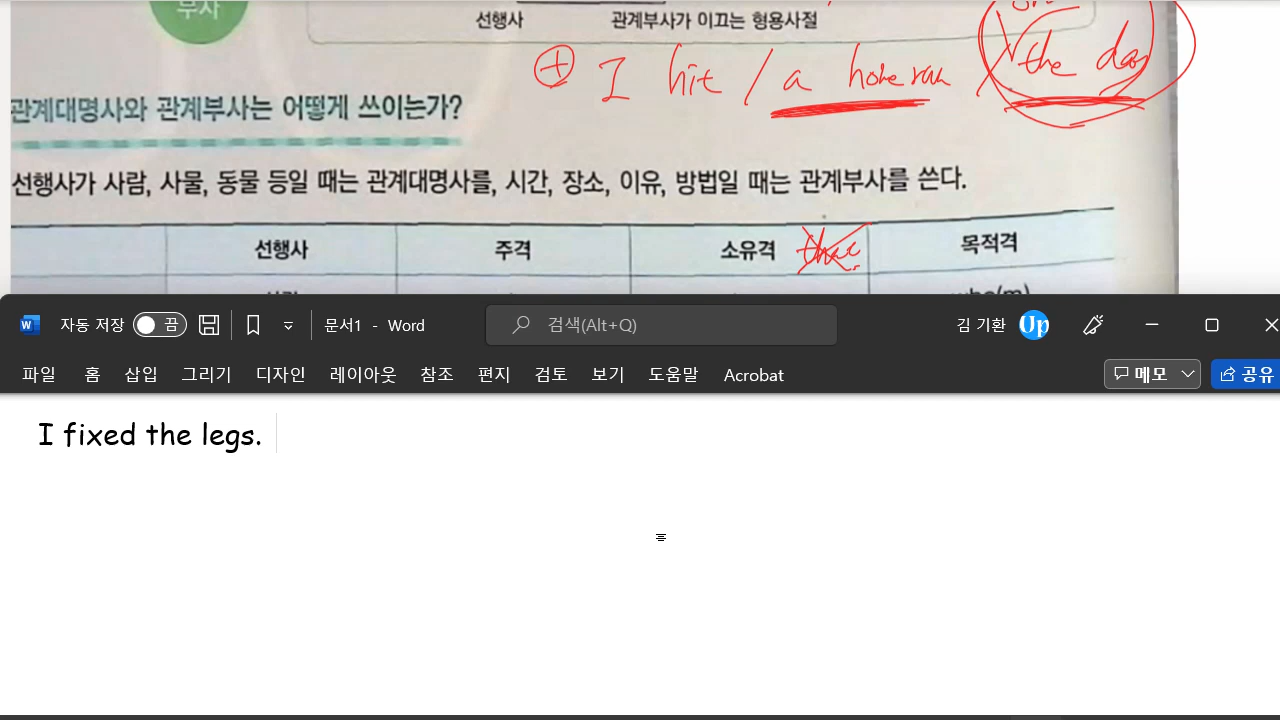 부사
선행사 관계부사가 이끄는 형용사절
⊕ I hit / a homerun / the day
관계대명사와 관계부사는 어떻게 쓰이는가?
선행사가 사람, 사물, 동물 등일 때는 관계대명사를, 시간, 장소, 이유, 방법일 때는 관계부사를 쓴다.
선행사 주격 소유격 that 목적격
who(m)
자동 저장 끔 문서1 - Word 검색(Alt+Q) 김 기환 Up
파일 홈 삽입 그리기 디자인 레이아웃 참조 편지 검토 보기 도움말 Acrobat 메모 공유
I fixed the legs.